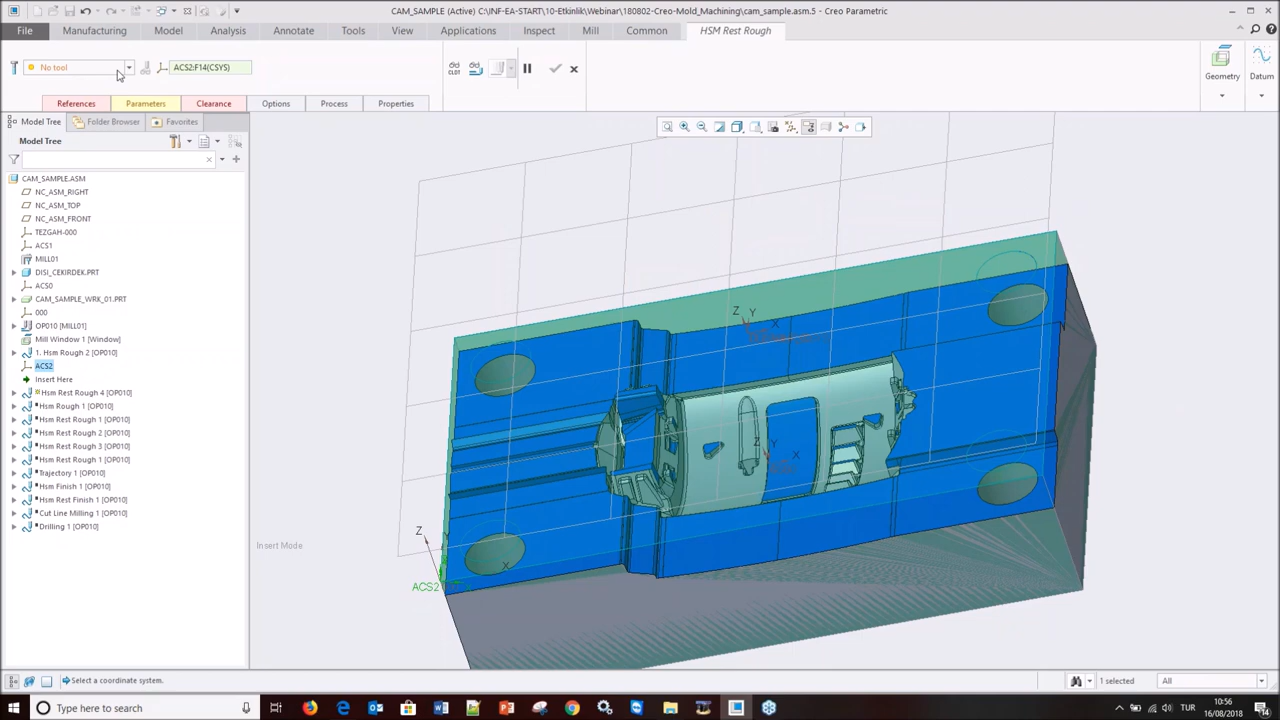 CAM_SAMPLE (Active) C:\INF-EA-START\10-Etkinlik\Webinar\180802-Creo-Mold_Machining\cam_sample.asm.5 - Creo Parametric
File Manufacturing Model Analysis Annotate Tools View Applications Inspect Mill Common HSM Rest Rough
No tool ACS2:F14(CSYS)
Geometry Datum
References Parameters Clearance Options Process Properties
Model Tree Folder Browser Favorites
Model Tree
CAM_SAMPLE.ASM
NC_ASM_RIGHT
NC_ASM_TOP
NC_ASM_FRONT
TEZGAH-000
ACS1
MILL01
DISI_CEKIRDEK.PRT
ACS0
CAM_SAMPLE_WRK_01.PRT
000
OP010 [MILL01]
Mill Window 1 [Window]
1. Hsm Rough 2 [OP010]
ACS2
Insert Here
Hsm Rest Rough 4 [OP010]
Hsm Rough 1 [OP010]
Hsm Rest Rough 1 [OP010]
Hsm Rest Rough 2 [OP010]
Hsm Rest Rough 3 [OP010]
Hsm Rest Rough 1 [OP010]
Trajectory 1 [OP010]
Hsm Finish 1 [OP010]
Hsm Rest Finish 1 [OP010]
Cut Line Milling 1 [OP010]
Drilling 1 [OP010]
Z Y X
Z Y X
Z X
ACS2
Insert Mode
Select a coordinate system.
1 selected All
Type here to search
TUR
10:56
16/08/2018
14